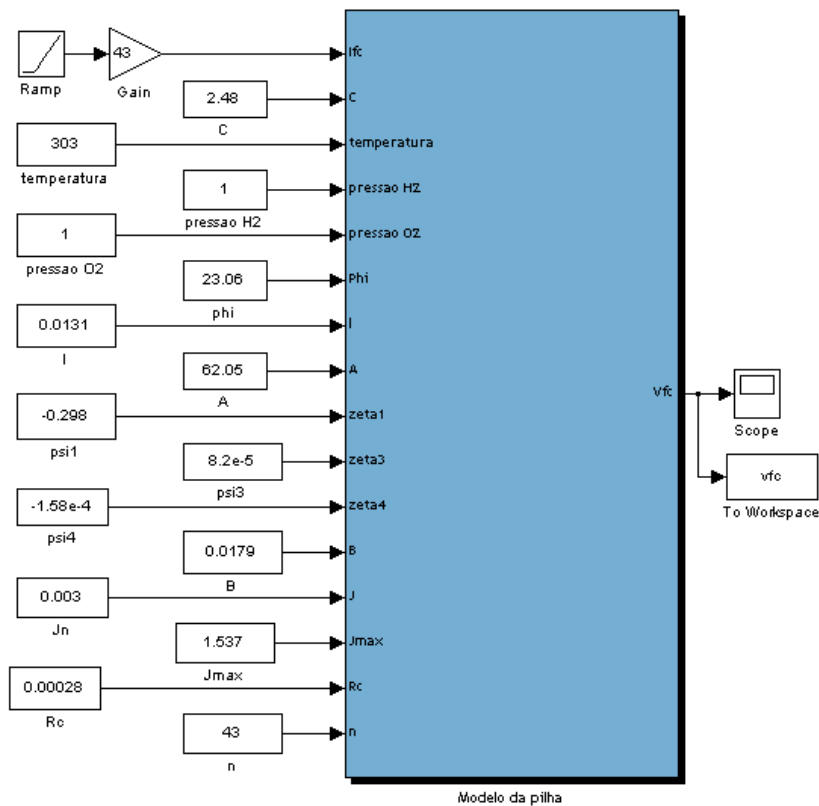 43
Ifc
Ramp
Gain
2.48
C
C
303
temperatura
temperatura
1
pressao H2
pressao H2
1
pressao O2
pressao O2
23.06
Phi
phi
0.0131
l
l
62.05
A
A
Vfc
-0.298
zeta1
psi1
Scope
8.2e-5
zeta3
psi3
vfc
To Workspace
-1.58e-4
zeta4
psi4
0.0179
B
B
0.003
J
Jn
1.537
Jmax
Jmax
0.00028
Rc
Rc
43
n
n
Modelo da pilha